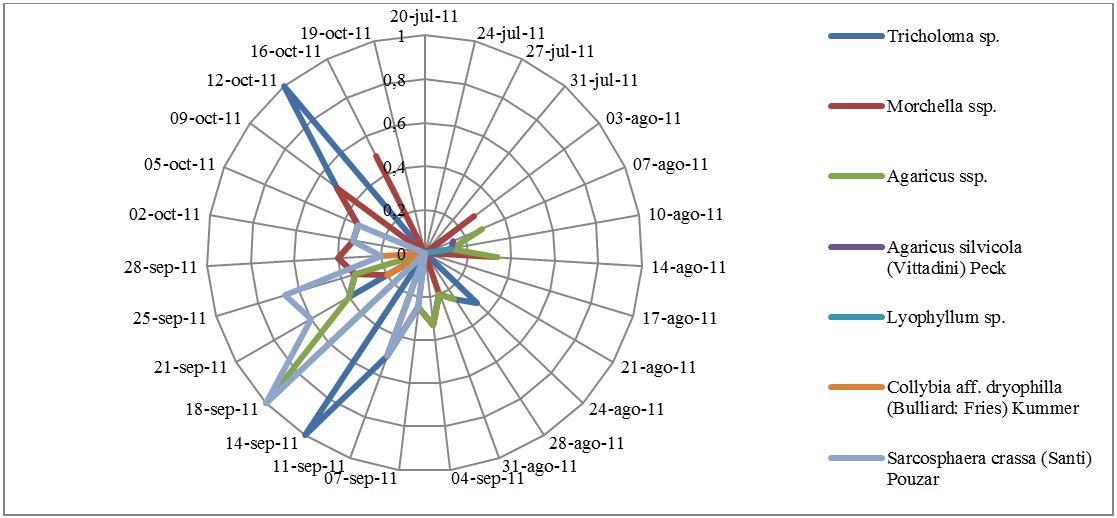 20-jul-11
24-jul-11
27-jul-11
31-jul-11
03-ago-11
07-ago-11
10-ago-11
14-ago-11
17-ago-11
21-ago-11
24-ago-11
28-ago-11
31-ago-11
04-sep-11
07-sep-11
11-sep-11
14-sep-11
18-sep-11
21-sep-11
25-sep-11
28-sep-11
02-oct-11
05-oct-11
09-oct-11
12-oct-11
16-oct-11
19-oct-11
1
0,8
0,6
0,4
0,2
0
Tricholoma sp.
Morchella ssp.
Agaricus ssp.
Agaricus silvicola
(Vittadini) Peck
Lyophyllum sp.
Collybia aff. dryophilla
(Bulliard: Fries) Kummer
Sarcosphaera crassa (Santi)
Pouzar